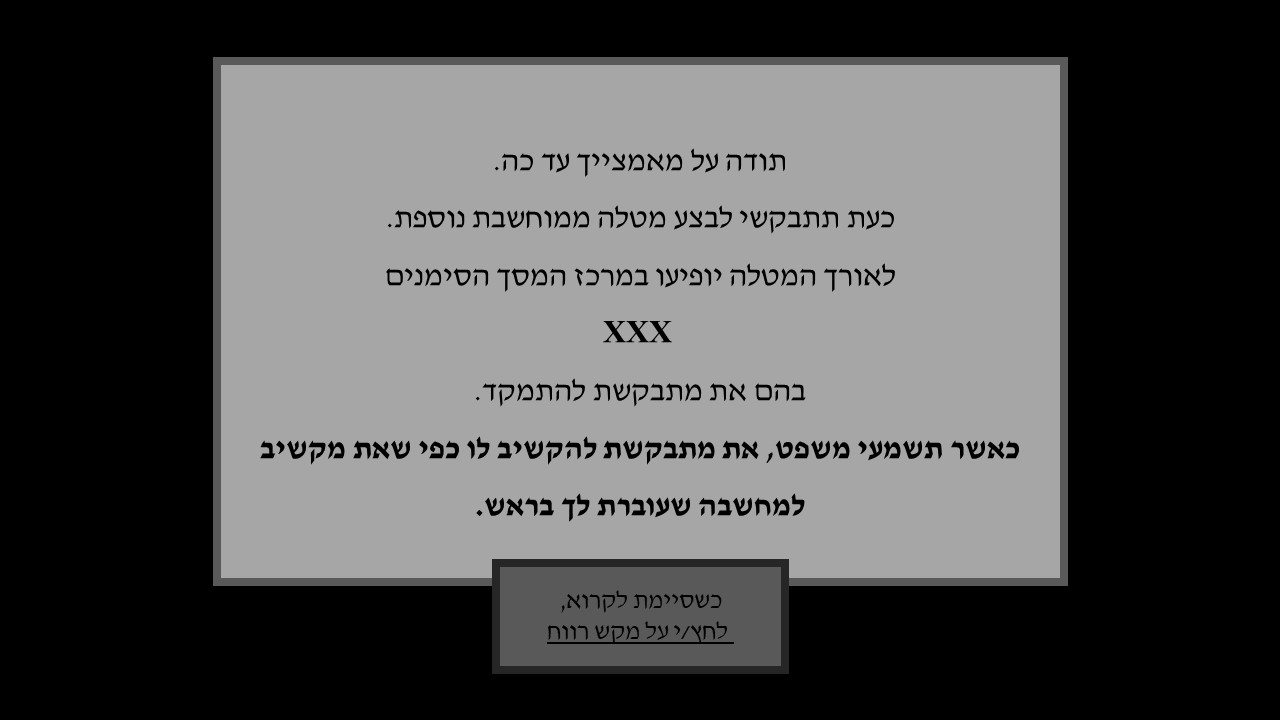 תודה על מאמצייך עד כה.
כעת תתבקשי לבצע מטלה ממוחשבת נוספת.
לאורך המטלה יופיעו במרכז המסך הסימנים
XXX
בהם את מתבקשת להתמקד.
כאשר תשמעי משפט, את מתבקשת להקשיב לו כפי שאת מקשיב
למחשבה שעוברת לך בראש.
כשסיימת לקרוא,
לחץ/י על מקש רווח